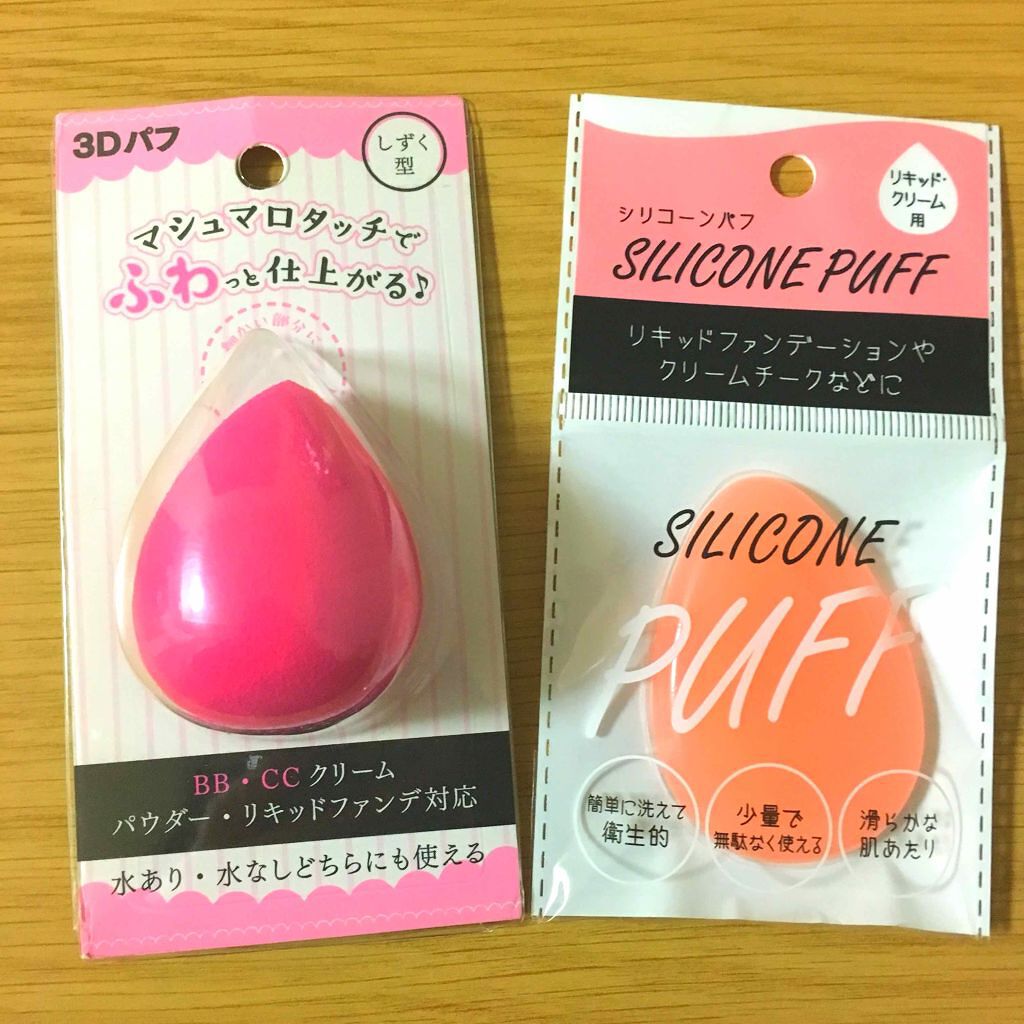 3Dパフ
しずく
型
マシュマロタッチで
ふわっと仕上がる♪
細かい部分に
BB・CCクリーム
パウダー・リキッドファンデ対応
水あり・水なしどちらにも使える
リキッド・
クリーム
用
シリコーンパフ
SILICONE PUFF
リキッドファンデーションや
クリームチークなどに
SILICONE
PUFF
簡単に洗えて
衛生的
少量で
無駄なく使える
滑らかな
肌あたり